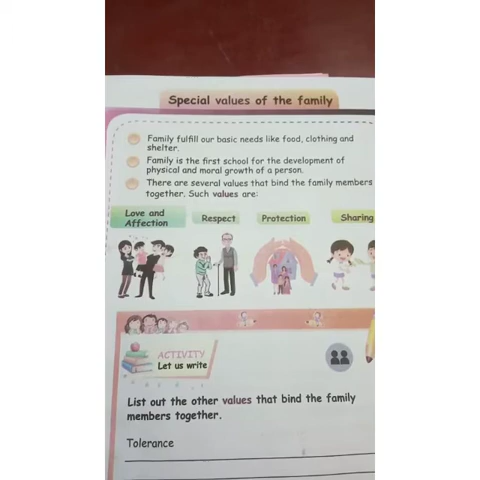 Special values of the family
Family fulfill our basic needs like food, clothing and
shelter.
Family is the first school for the development of
physical and moral growth of a person.
There are several values that bind the family members
together. Such values are:
Love and
Affection
Respect
Protection
Sharing
ACTIVITY
Let us write
List out the other values that bind the family
members together.
Tolerance